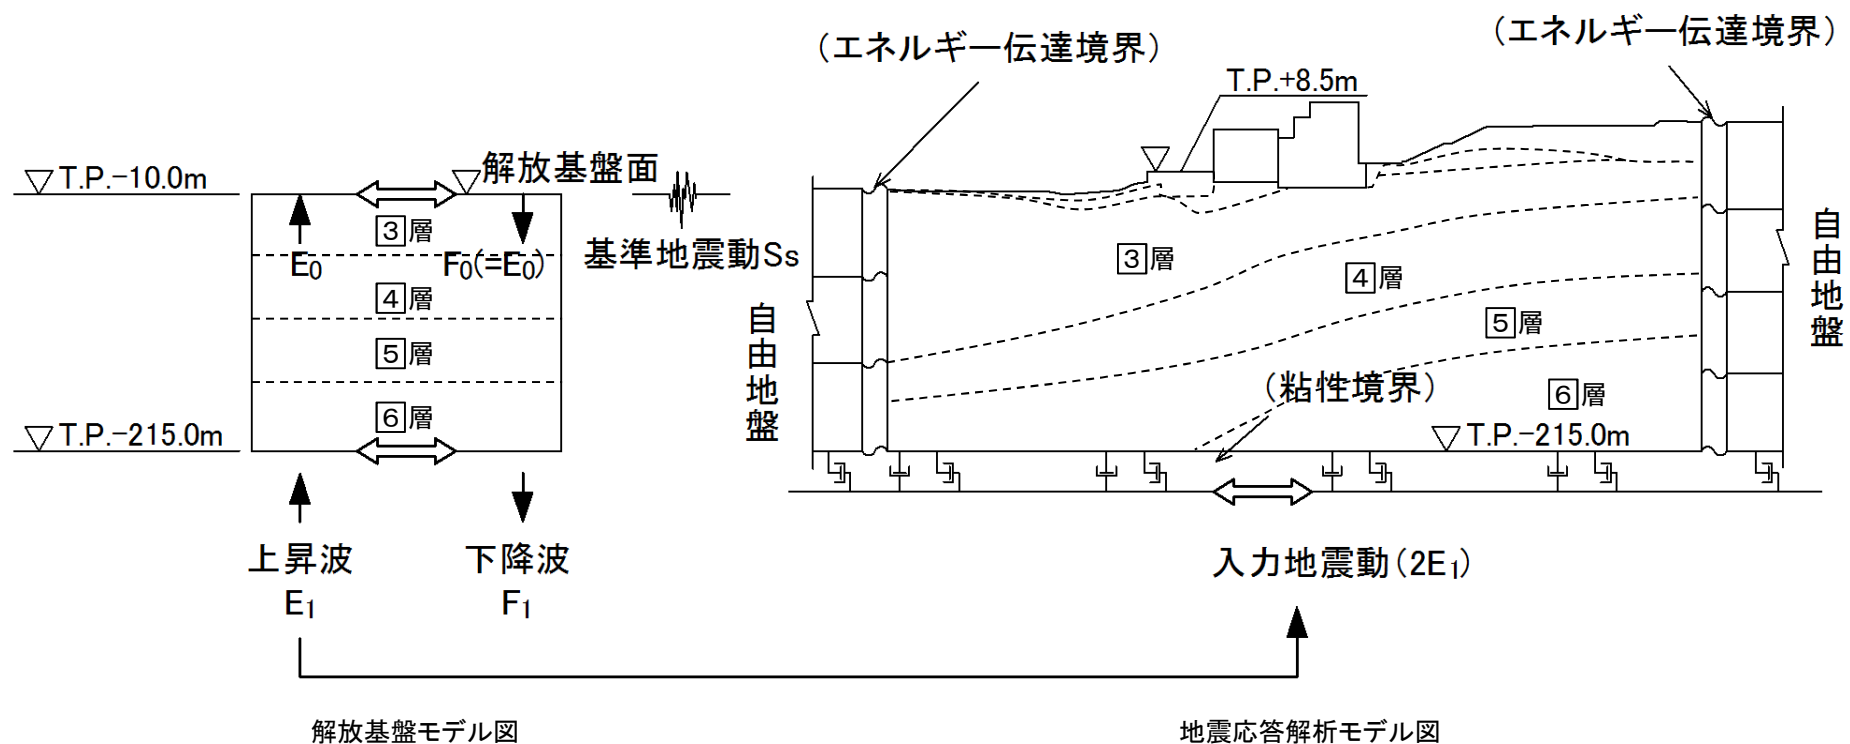 (エネルギー伝達境界)
(エネルギー伝達境界)
T.P.+8.5m
T.P.-10.0m
解放基盤面
3層
E0
F0(=E0)
基準地震動Ss
4層
5層
6層
T.P.-215.0m
上昇波
E1
下降波
F1
自由地盤
3層
4層
5層
6層
(粘性境界)
T.P.-215.0m
自由地盤
入力地震動(2E1)
解放基盤モデル図
地震応答解析モデル図